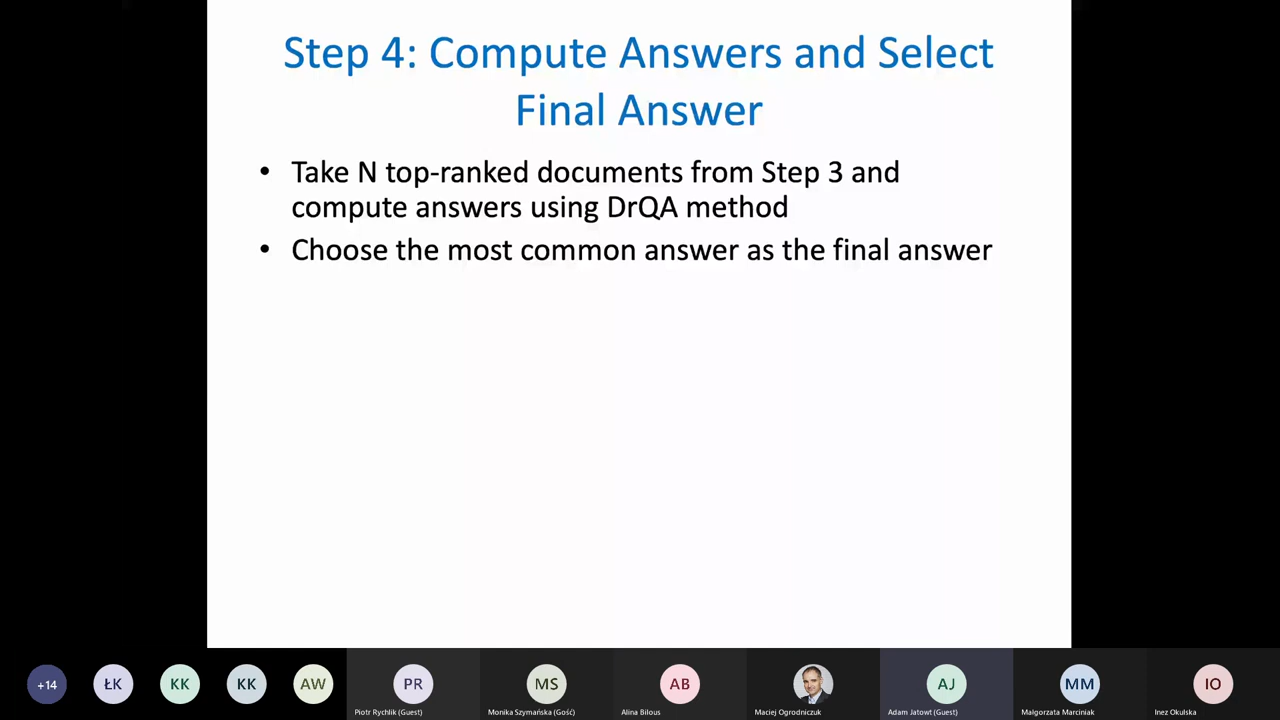 Step 4: Compute Answers and Select
Final Answer
• Take N top-ranked documents from Step 3 and
compute answers using DrQA method
• Choose the most common answer as the final answer
+14
ŁK
KK
KK
AW
PR
MS
AB
AJ
MM
IO
Piotr Rychlik (Guest)
Monika Szymańska (Gość)
Alina Bilous
Maciej Ogrodniczuk
Adam Jatowt (Guest)
Małgorzata Marciniak
Inez Okulska